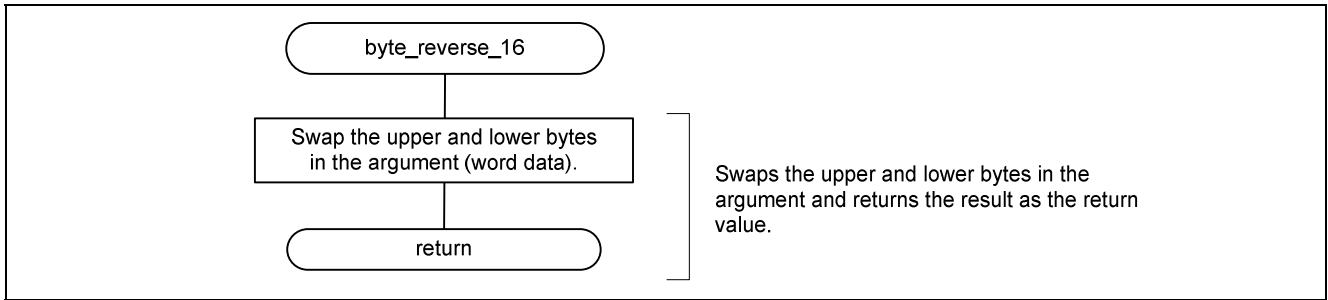 byte_reverse_16
Swap the upper and lower bytes
in the argument (word data).
Swaps the upper and lower bytes in the
argument and returns the result as the return
value.
return